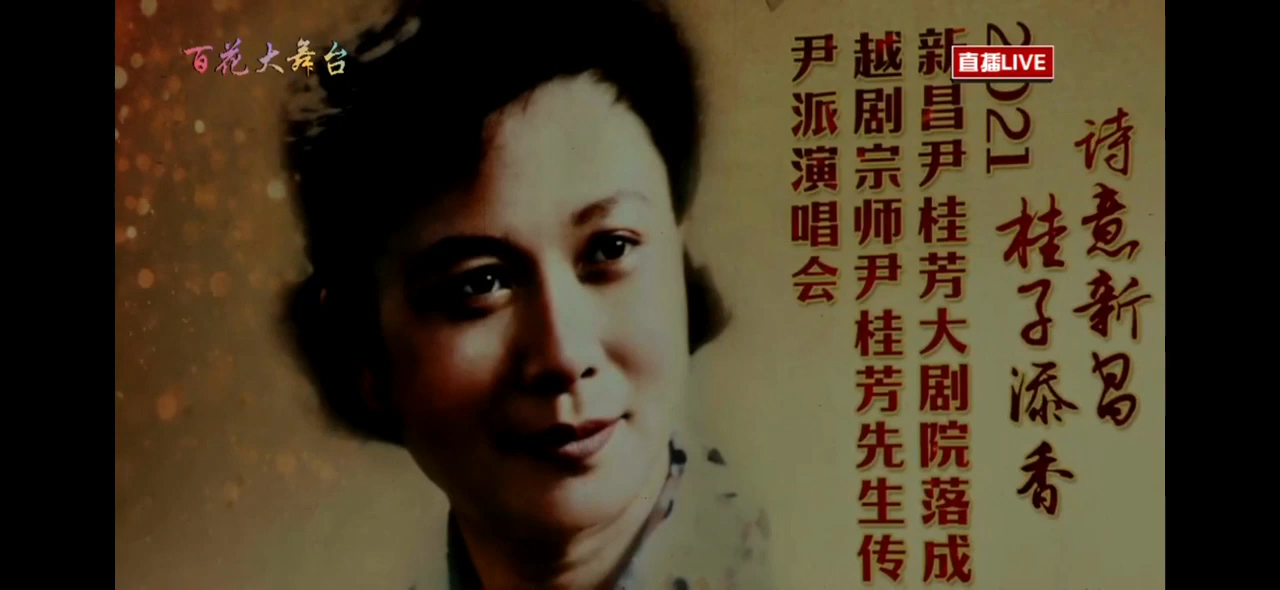 百花大舞台
直播LIVE
诗意新昌
2021 桂子添香
新昌尹桂芳大剧院落成
越剧宗师尹桂芳先生传
尹派演唱会